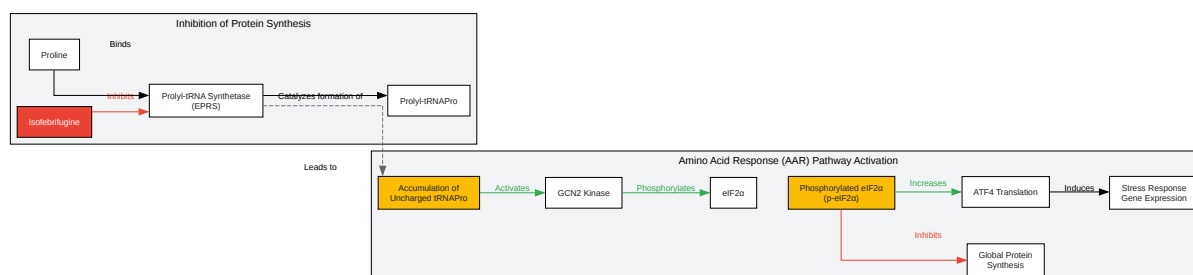 Inhibition of Protein Synthesis
Binds
Proline
Inhibits
Prolyl-tRNA Synthetase
(EPRS)
Catalyzes formation of
Prolyl-tRNAPro
Isofebrifugine
Leads to
Amino Acid Response (AAR) Pathway Activation
Accumulation of
Uncharged tRNAPro
Activates
GCN2 Kinase
Phosphorylates
eIF2α
Phosphorylated eIF2α
(p-eIF2α)
Increases
ATF4 Translation
Induces
Stress Response
Gene Expression
Inhibits
Global Protein
Synthesis